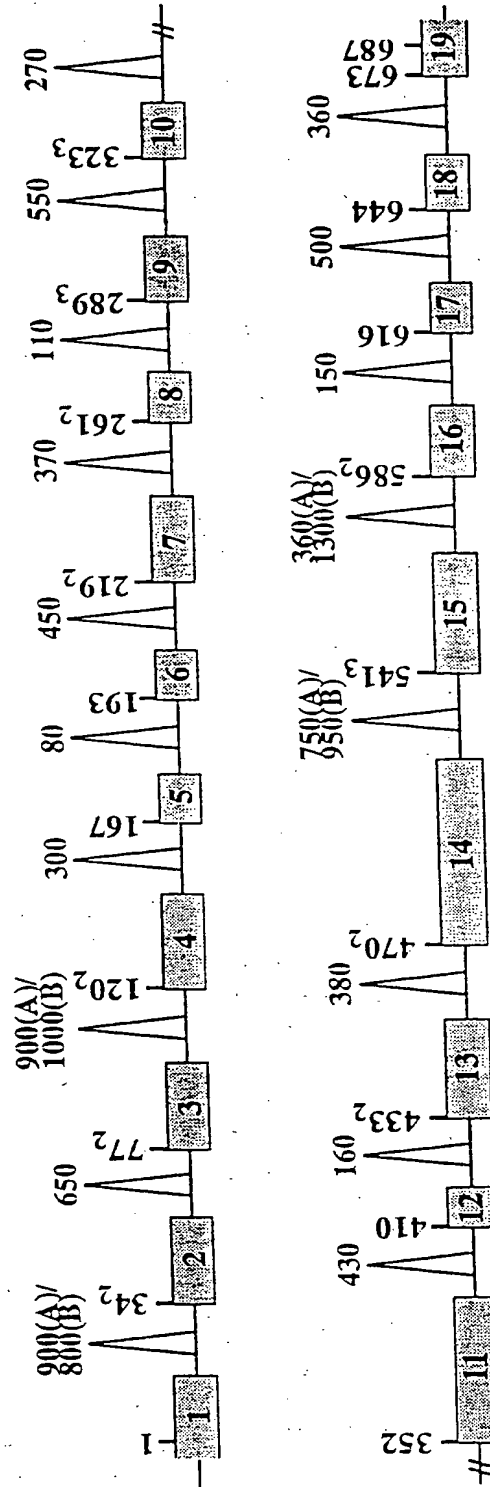 900(A)/ 900(A)/
800(B) 650 1000(B) 300 80 450 370 110 550 270
1 34₂ 77₂ 120₂ 167 193 219₂ 261₂ 289₃ 323₃
1 2 3 4 5 6 7 8 9 10
750(A)/ 360(A)/
430 160 380 950(B) 1300(B) 150 500 360
352 410 433₂ 470₂ 541₃ 586₂ 616 644 673 687
11 12 13 14 15 16 17 18 19